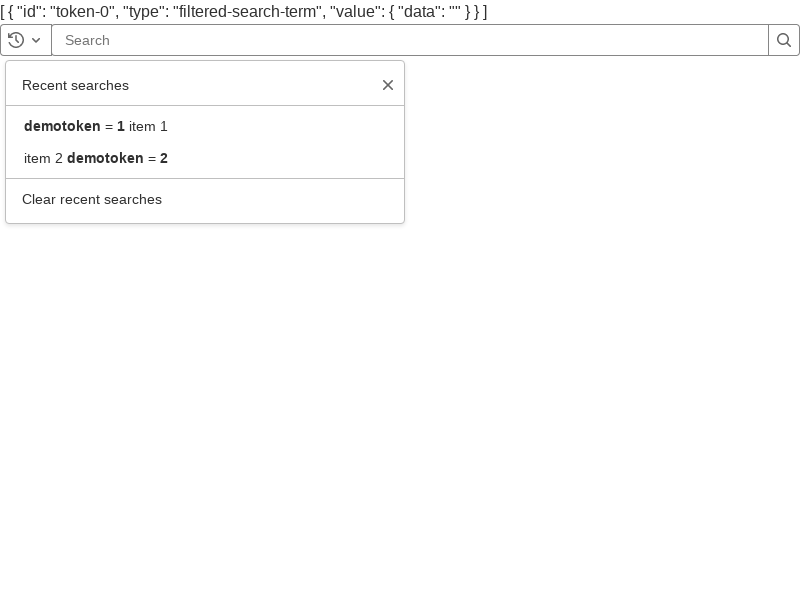 [ { "id": "token-0", "type": "filtered-search-term", "value": { "data": "" } } ]
Search
Recent searches
demotoken = 1 item 1
item 2 demotoken = 2
Clear recent searches